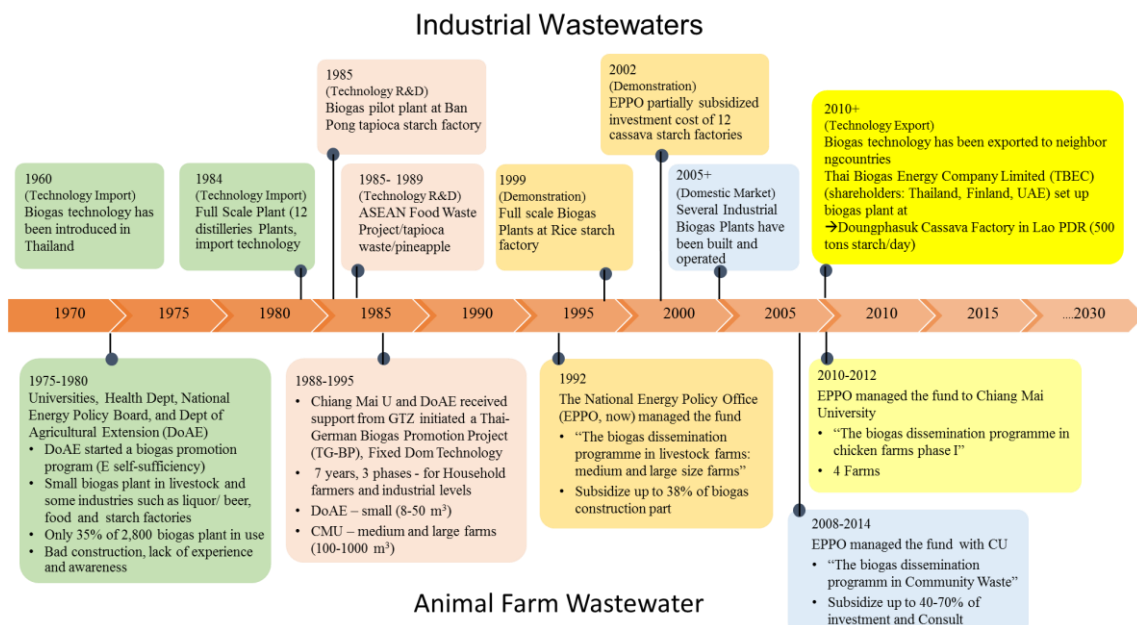 Industrial Wastewaters
1985
(Technology R&D)
Biogas pilot plant at Ban
Pong tapioca starch factory
2002
(Demonstration)
EPPO partially subsidized
investment cost of 12
cassava starch factories
2010+
(Technology Export)
Biogas technology has been exported to neighbor
ngcountries
Thai Biogas Energy Company Limited (TBEC)
(shareholders: Thailand, Finland, UAE) set up
biogas plant at
→Doungphasuk Cassava Factory in Lao PDR (500
tons starch/day)
1960
(Technology Import)
Biogas technology has
been introduced in
Thailand
1984
(Technology Import)
Full Scale Plant (12
distilleries Plants,
import technology
1985- 1989
(Technology R&D)
ASEAN Food Waste
Project/tapioca
waste/pineapple
1999
(Demonstration)
Full scale Biogas
Plants at Rice starch
factory
2005+
(Domestic Market)
Several Industrial
Biogas Plants have
been built and
operated
1970 1975 1980 1985 1990 1995 2000 2005 2010 2015 ....2030
1975-1980
Universities, Health Dept, National
Energy Policy Board, and Dept of
Agricultural Extension (DoAE)
• DoAE started a biogas promotion
program (E self-sufficiency)
• Small biogas plant in livestock and
some industries such as liquor/ beer,
food and starch factories
• Only 35% of 2,800 biogas plant in use
• Bad construction, lack of experience
and awareness
1988-1995
• Chiang Mai U and DoAE received
support from GTZ initiated a Thai-
German Biogas Promotion Project
(TG-BP), Fixed Dom Technology
• 7 years, 3 phases - for Household
farmers and industrial levels
• DoAE – small (8-50 m³)
• CMU – medium and large farms
(100-1000 m³)
1992
The National Energy Policy Office
(EPPO, now) managed the fund
• “The biogas dissemination
programme in livestock farms:
medium and large size farms”
• Subsidize up to 38% of biogas
construction part
2010-2012
EPPO managed the fund to Chiang Mai
University
• “The biogas dissemination programme in
chicken farms phase I”
• 4 Farms
2008-2014
EPPO managed the fund with CU
• “The biogas dissemination
programm in Community Waste”
• Subsidize up to 40-70% of
investment and Consult
Animal Farm Wastewater